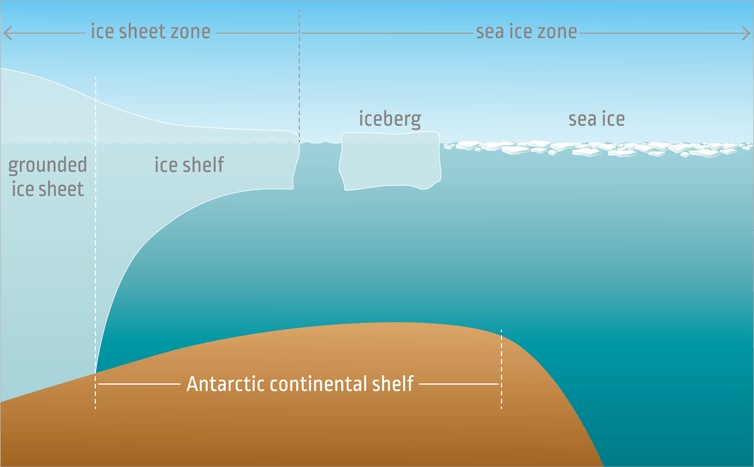 ice sheet zone
sea ice zone
iceberg
sea ice
grounded
ice sheet
ice shelf
Antarctic continental shelf